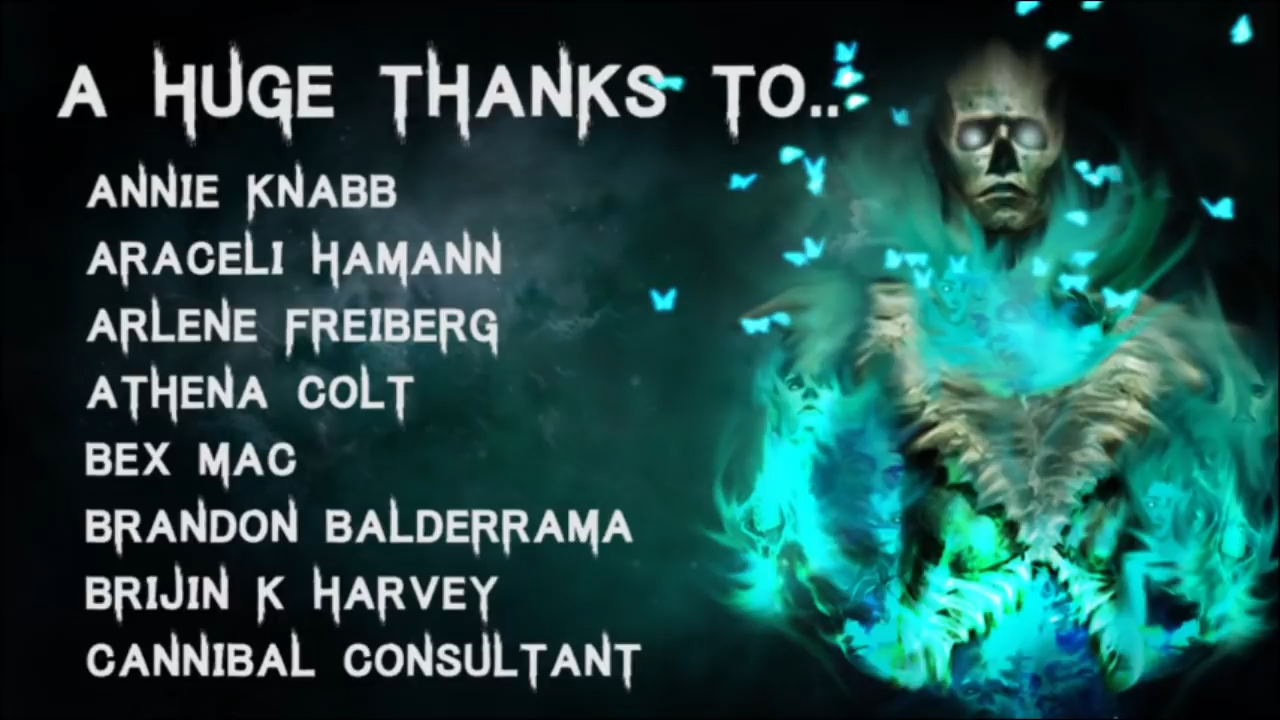 A HUGE THANKS TO..
ANNIE KNABB
ARACELI HAMANN
ARLENE FREIBERG
ATHENA COLT
BEX MAC
BRANDON BALDERRAMA
BRIJIN K HARVEY
CANNIBAL CONSULTANT